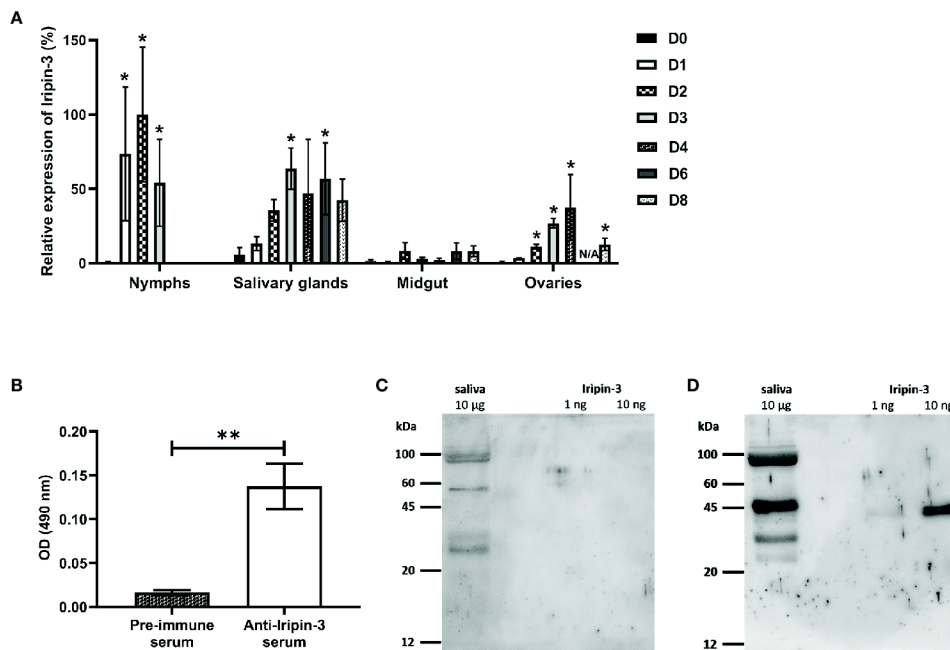 A
Relative expression of Iripin-3 (%)
150
100
50
0
* * * * * * * * *
N/A
Nymphs Salivary glands Midgut Ovaries
D0
D1
D2
D3
D4
D6
D8
B
OD (490 nm)
0.20
0.15
0.10
0.05
0.00
**
Pre-immune serum
Anti-Iripin-3 serum
C
saliva Iripin-3
10 µg 1 ng 10 ng
kDa
100
60
45
20
12
D
saliva Iripin-3
10 µg 1 ng 10 ng
kDa
100
60
45
20
12